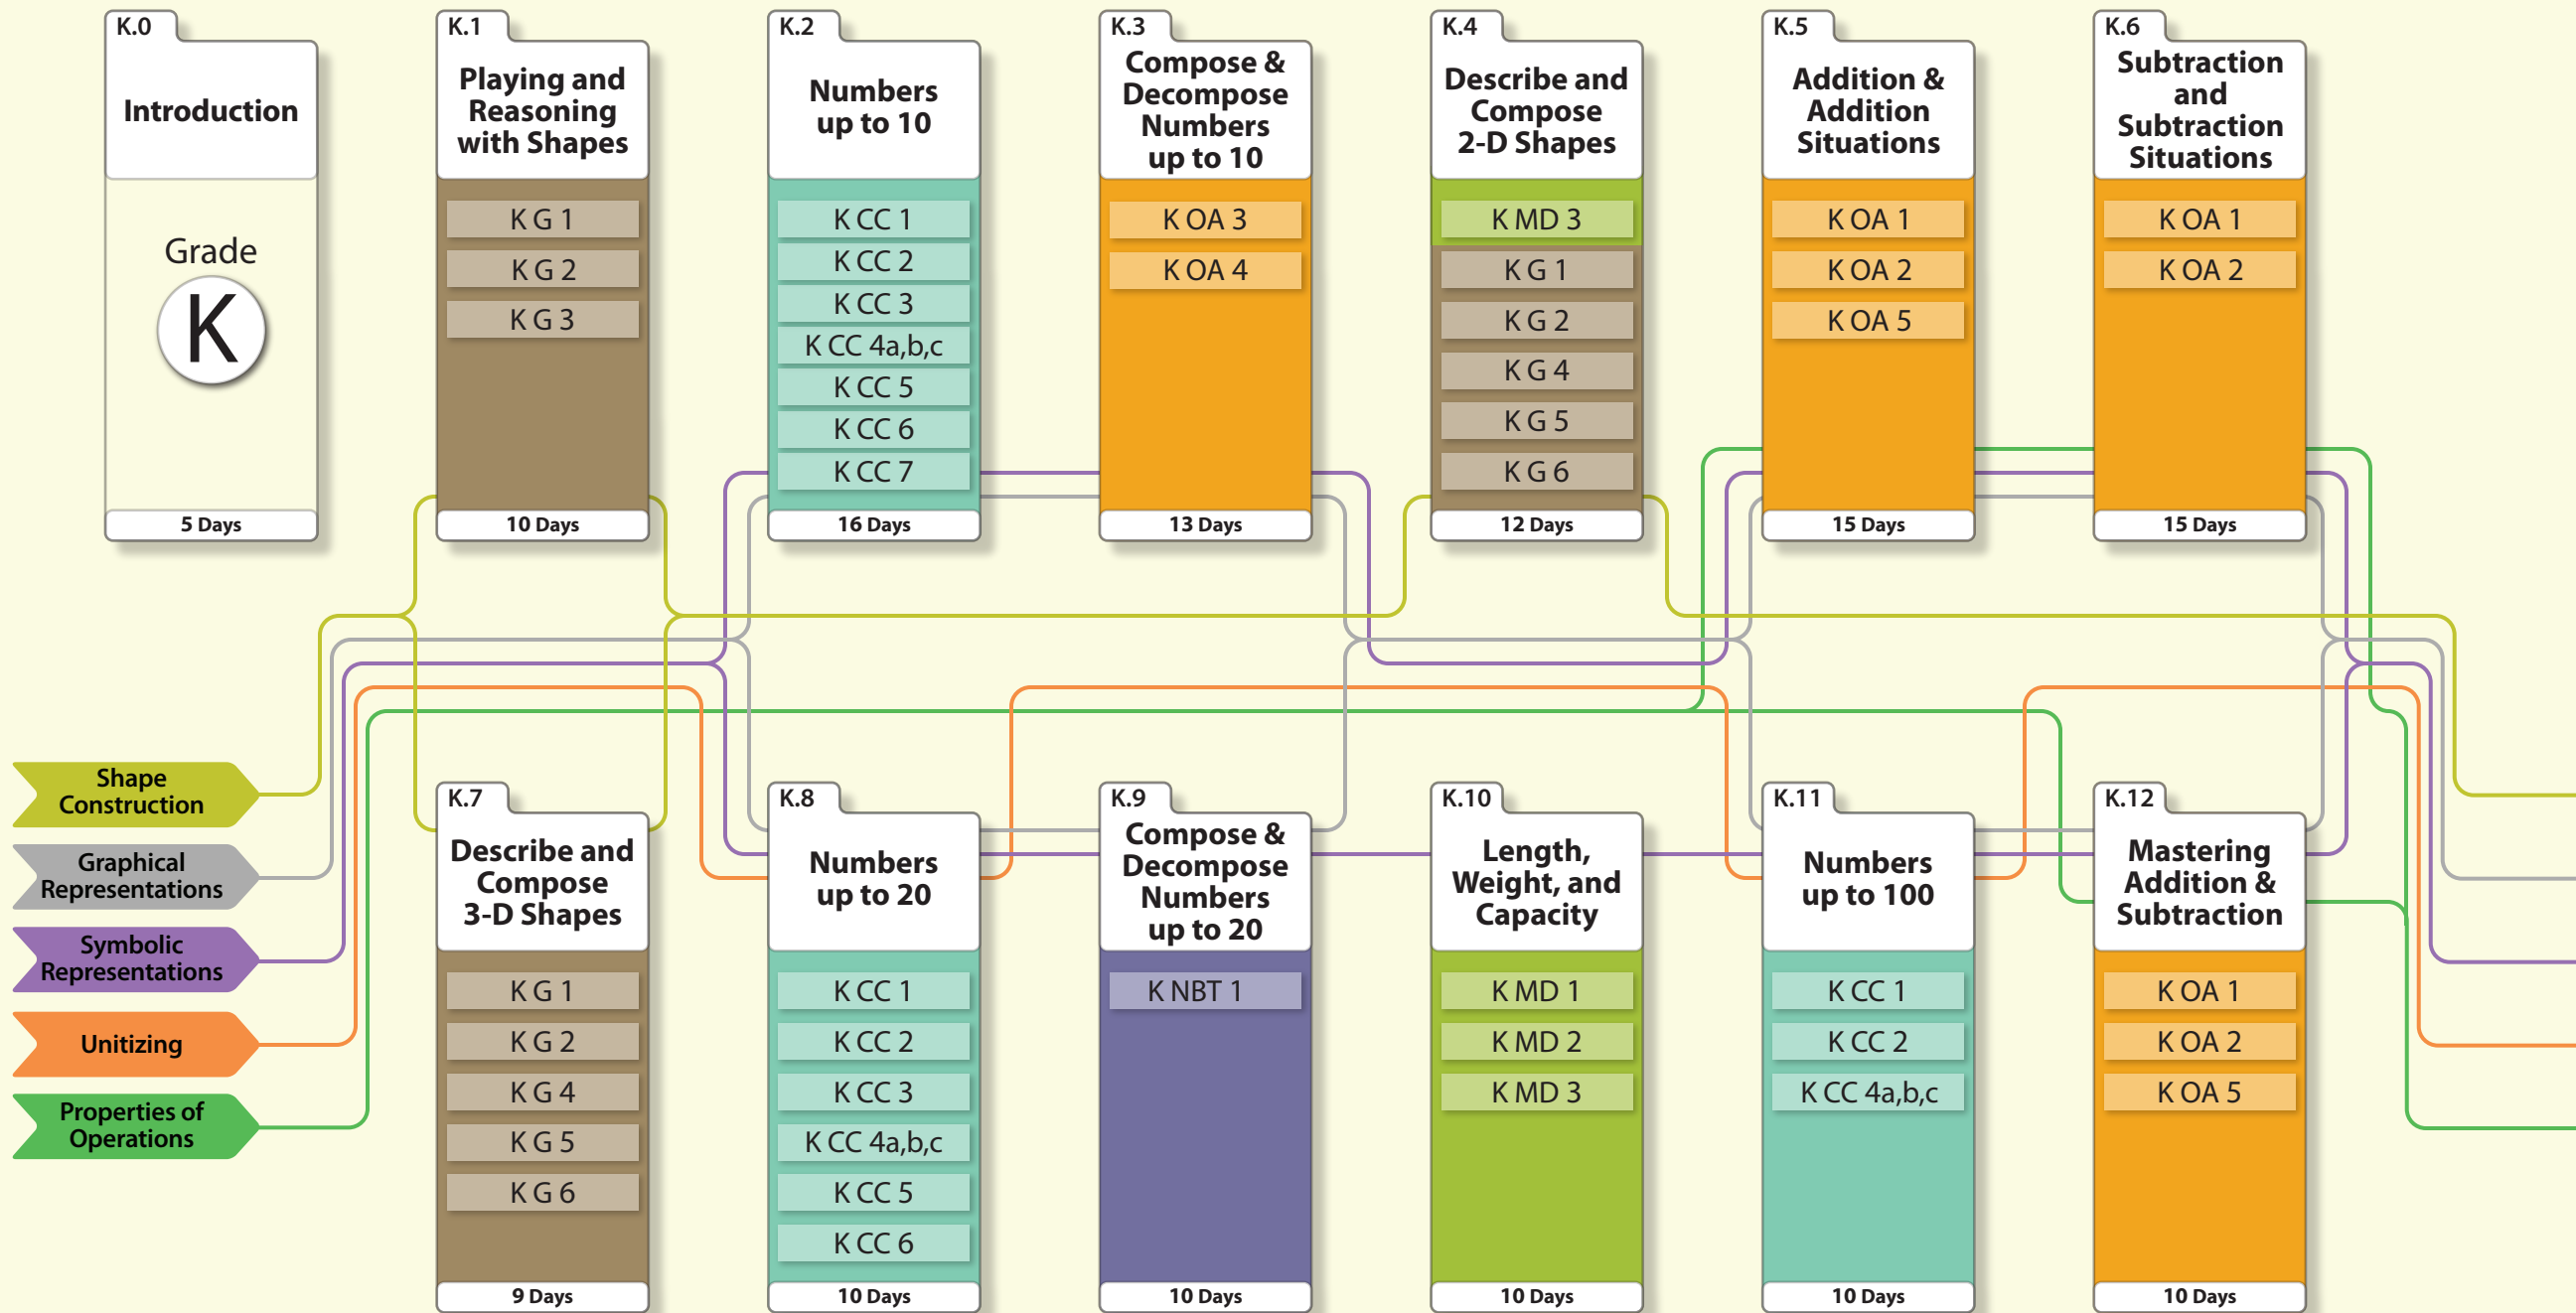 K.0
Introduction
Grade
K
5 Days
K.1
Playing and
Reasoning
with Shapes
K G 1
K G 2
K G 3
10 Days
K.2
Numbers
up to 10
K CC 1
K CC 2
K CC 3
K CC 4a,b,c
K CC 5
K CC 6
K CC 7
16 Days
K.3
Compose &
Decompose
Numbers
up to 10
K OA 3
K OA 4
13 Days
K.4
Describe and
Compose
2-D Shapes
K MD 3
K G 1
K G 2
K G 4
K G 5
K G 6
12 Days
K.5
Addition &
Addition
Situations
K OA 1
K OA 2
K OA 5
15 Days
K.6
Subtraction
and
Subtraction
Situations
K OA 1
K OA 2
15 Days
Shape
Construction
Graphical
Representations
Symbolic
Representations
Unitizing
Properties of
Operations
K.7
Describe and
Compose
3-D Shapes
K G 1
K G 2
K G 4
K G 5
K G 6
9 Days
K.8
Numbers
up to 20
K CC 1
K CC 2
K CC 3
K CC 4a,b,c
K CC 5
K CC 6
10 Days
K.9
Compose &
Decompose
Numbers
up to 20
K NBT 1
10 Days
K.10
Length,
Weight, and
Capacity
K MD 1
K MD 2
K MD 3
10 Days
K.11
Numbers
up to 100
K CC 1
K CC 2
K CC 4a,b,c
10 Days
K.12
Mastering
Addition &
Subtraction
K OA 1
K OA 2
K OA 5
10 Days